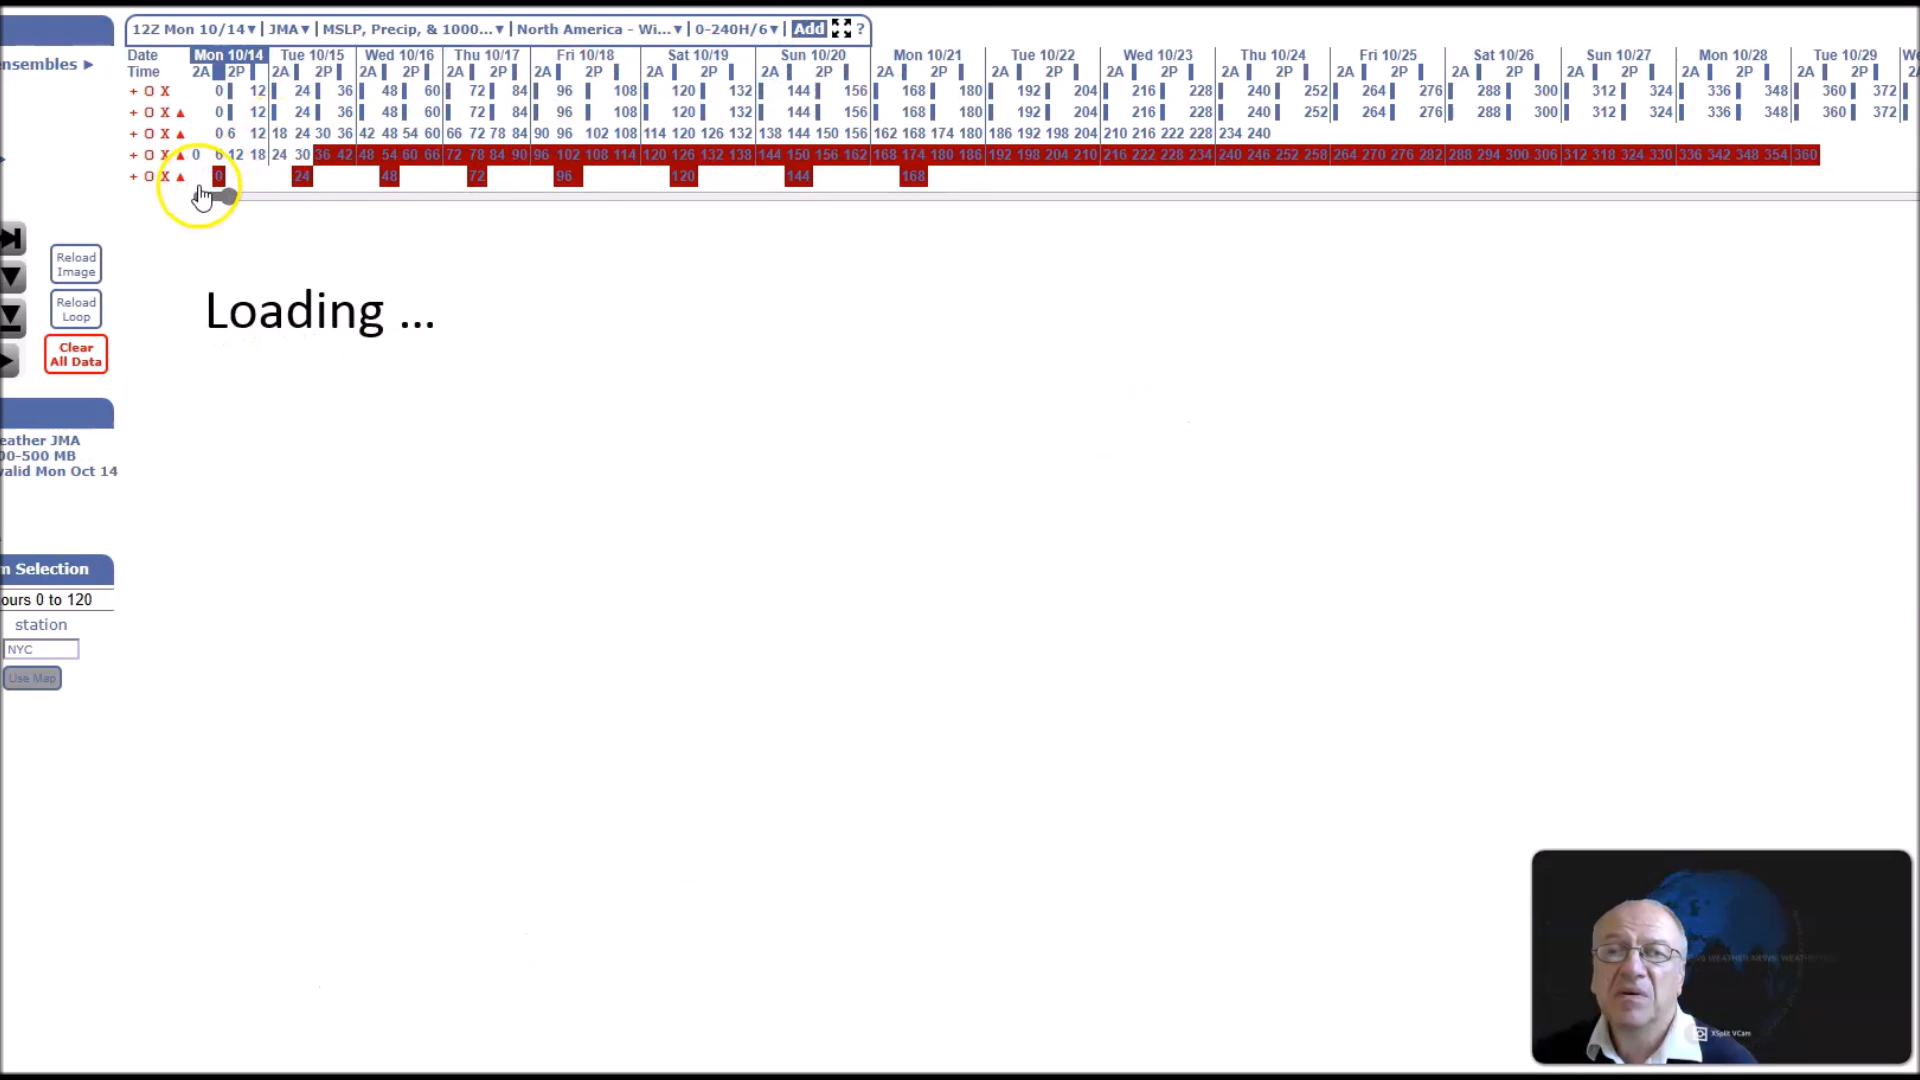 12Z Mon 10/14▼ | JMA▼ | MSLP, Precip, & 1000...▼ | North America - Wi...▼ | 0-240H/6▼ | Add ?
Date Mon 10/14 Tue 10/15 Wed 10/16 Thu 10/17 Fri 10/18 Sat 10/19 Sun 10/20 Mon 10/21 Tue 10/22 Wed 10/23 Thu 10/24 Fri 10/25 Sat 10/26 Sun 10/27 Mon 10/28 Tue 10/29 We
Time 2A 2P 2A 2P 2A 2P 2A 2P 2A 2P 2A 2P 2A 2P 2A 2P 2A 2P 2A 2P 2A 2P 2A 2P 2A 2P 2A 2P 2A 2P 2A 2P
+ O X 0 12 24 36 48 60 72 84 96 108 120 132 144 156 168 180 192 204 216 228 240 252 264 276 288 300 312 324 336 348 360 372
+ O X ▲ 0 12 24 36 48 60 72 84 96 108 120 132 144 156 168 180 192 204 216 228 240 252 264 276 288 300 312 324 336 348 360 372
+ O X ▲ 0 6 12 18 24 30 36 42 48 54 60 66 72 78 84 90 96 102 108 114 120 126 132 138 144 150 156 162 168 174 180 186 192 198 204 210 216 222 228 234 240
+ O X ▲ 0 6 12 18 24 30 36 42 48 54 60 66 72 78 84 90 96 102 108 114 120 126 132 138 144 150 156 162 168 174 180 186 192 198 204 210 216 222 228 234 240 246 252 258 264 270 276 282 288 294 300 306 312 318 324 330 336 342 348 354 360
+ O X ▲ 0 24 48 72 96 120 144 168
nsembles ►
Reload
Image
Reload
Loop
Clear
All Data
Loading ...
eather JMA
00-500 MB
valid Mon Oct 14
m Selection
ours 0 to 120
station
NYC
Use Map
XSplit VCam